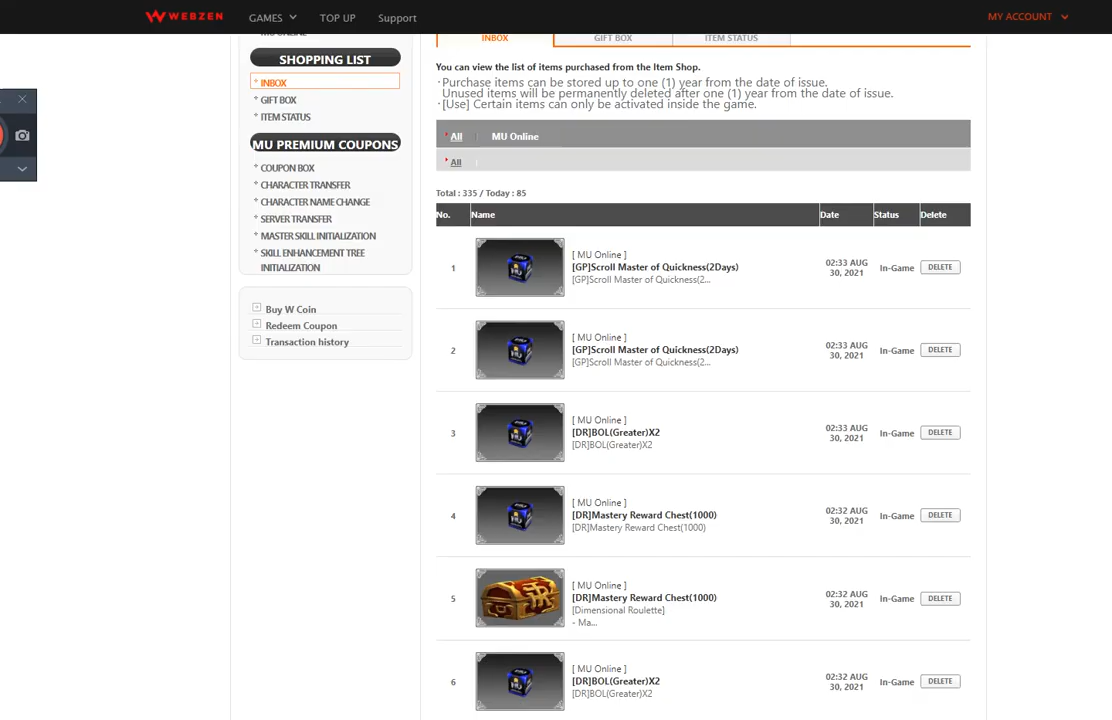 WEBZEN
GAMES
TOP UP
Support
MY ACCOUNT
SHOPPING LIST
* INBOX
* GIFT BOX
* ITEM STATUS
MU PREMIUM COUPONS
* COUPON BOX
* CHARACTER TRANSFER
* CHARACTER NAME CHANGE
* SERVER TRANSFER
* MASTER SKILL INITIALIZATION
* SKILL ENHANCEMENT TREE
INITIALIZATION
Buy W Coin
Redeem Coupon
Transaction history
INBOX
GIFT BOX
ITEM STATUS
You can view the list of items purchased from the Item Shop.
·Purchase items can be stored up to one (1) year from the date of issue.
Unused items will be permanently deleted after one (1) year from the date of issue.
·[Use] Certain items can only be activated inside the game.
All
MU Online
All
Total : 335 / Today : 85
No. Name Date Status Delete
1
[ MU Online ]
[GP]Scroll Master of Quickness(2Days)
[GP]Scroll Master of Quickness(2...
02:33 AUG
30, 2021
In-Game
DELETE
2
[ MU Online ]
[GP]Scroll Master of Quickness(2Days)
[GP]Scroll Master of Quickness(2...
02:33 AUG
30, 2021
In-Game
DELETE
3
[ MU Online ]
[DR]BOL(Greater)X2
[DR]BOL(Greater)X2
02:33 AUG
30, 2021
In-Game
DELETE
4
[ MU Online ]
[DR]Mastery Reward Chest(1000)
[DR]Mastery Reward Chest(1000)
02:32 AUG
30, 2021
In-Game
DELETE
5
[ MU Online ]
[DR]Mastery Reward Chest(1000)
[Dimensional Roulette]
- Ma...
02:32 AUG
30, 2021
In-Game
DELETE
6
[ MU Online ]
[DR]BOL(Greater)X2
[DR]BOL(Greater)X2
02:32 AUG
30, 2021
In-Game
DELETE